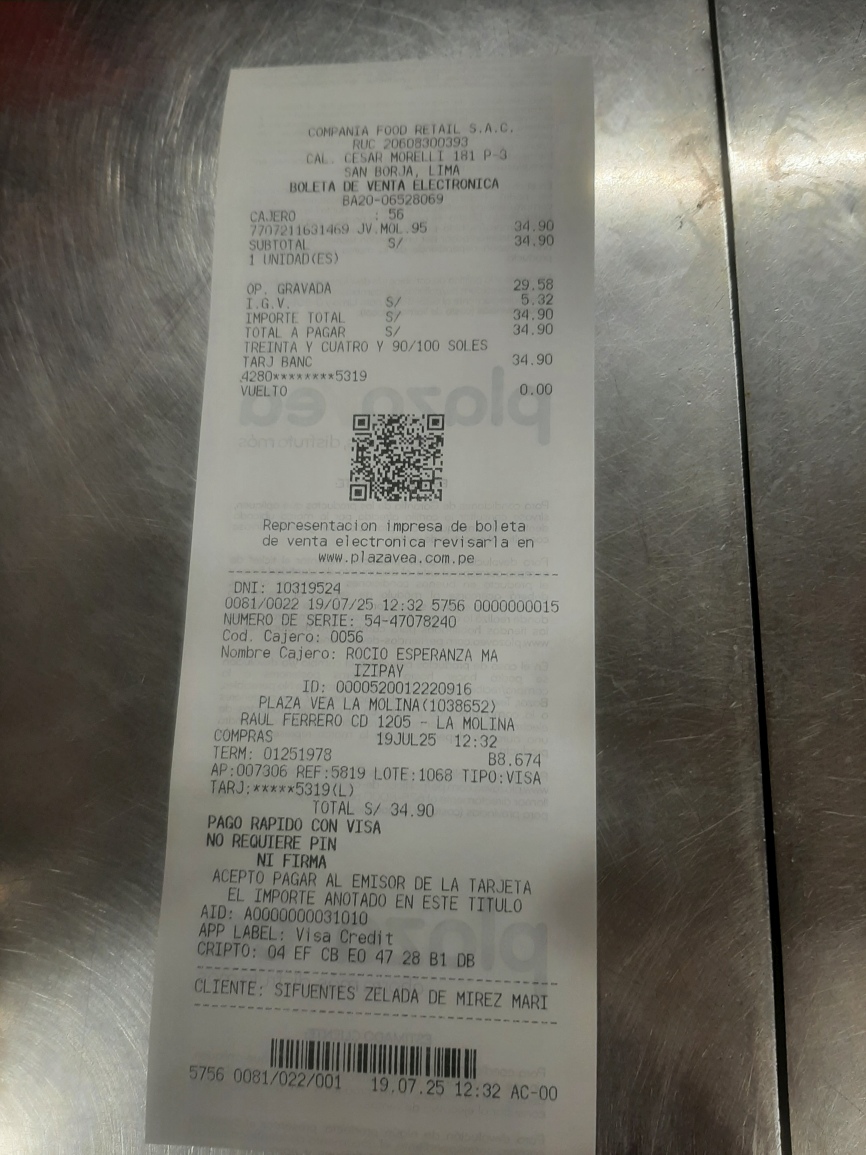 COMPANIA FOOD RETAIL S.A.C.
RUC 20608300393
CAL. CESAR MORELLI 181 P-3
SAN BORJA, LIMA
BOLETA DE VENTA ELECTRONICA
BA20-06528069
CAJERO : 56
7707211631469 JV.MOL.95 34.90
SUBTOTAL S/ 34.90
1 UNIDAD(ES)
OP. GRAVADA 29.58
I.G.V. S/ 5.32
IMPORTE TOTAL S/ 34.90
TOTAL A PAGAR S/ 34.90
TREINTA Y CUATRO Y 90/100 SOLES
TARJ BANC 34.90
4280********5319
VUELTO 0.00
Representacion impresa de boleta
de venta electronica revisarla en
www.plazavea.com.pe
DNI: 10319524
0081/0022 19/07/25 12:32 5756 0000000015
NUMERO DE SERIE: 54-47078240
Cod. Cajero: 0056
Nombre Cajero: ROCIO ESPERANZA MA
IZIPAY
ID: 0000520012220916
PLAZA VEA LA MOLINA(1038652)
RAUL FERRERO CD 1205 - LA MOLINA
COMPRAS 19JUL25 12:32
TERM: 01251978 B8.674
AP:007306 REF:5819 LOTE:1068 TIPO:VISA
TARJ:*****5319(L)
TOTAL S/ 34.90
PAGO RAPIDO CON VISA
NO REQUIERE PIN
NI FIRMA
ACEPTO PAGAR AL EMISOR DE LA TARJETA
EL IMPORTE ANOTADO EN ESTE TITULO
AID: A0000000031010
APP LABEL: Visa Credit
CRIPTO: 04 EF CB E0 47 28 B1 DB
CLIENTE: SIFUENTES ZELADA DE MIREZ MARI
5756 0081/022/001 19.07.25 12:32 AC-00